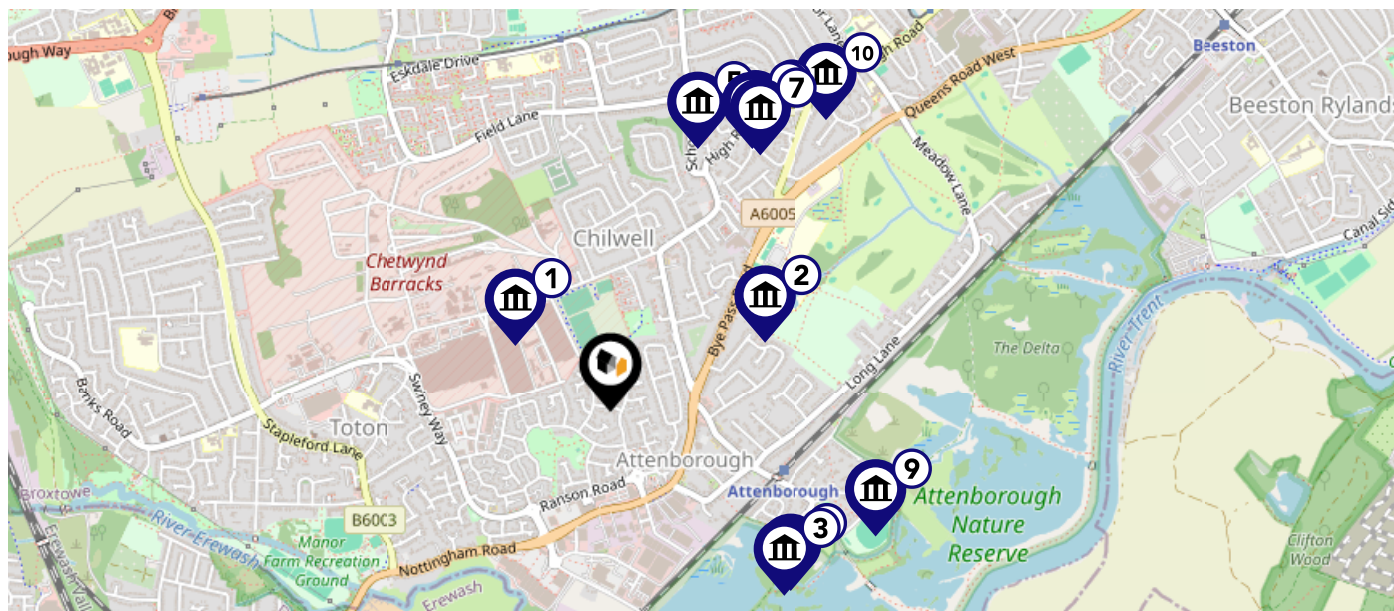 ough Way
Eskdale Drive
Field Lane
High Road
Queens Road West
Beeston
Beeston Rylands
Meadow Lane
10
7
A6005
Chilwell
Chetwynd
Barracks
1
2
Bye Pass
Long Lane
The Delta
River Trent
Canal Sid
Banks Road
Swiney Way
Toton
Stapleford Lane
Attenborough
Ranson Road
Attenborough
9
Attenborough
Nature
Reserve
3
B6003
Broxtowe
River Erewash
Manor
Farm Recreation
Ground
Nottingham Road
Erewash
Erewash Vall
Clifton
Wood